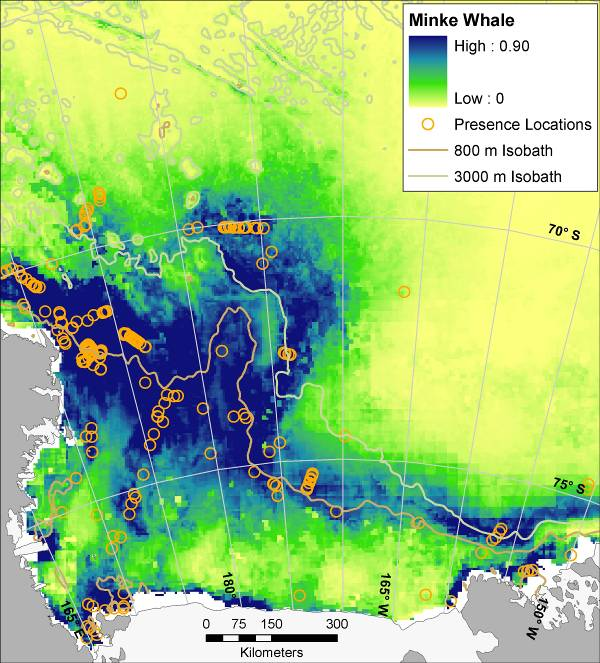 Minke Whale
High : 0.90
Low : 0
Presence Locations
800 m Isobath
3000 m Isobath
70° S
75° S
180°
165° W
165° E
150° W
0 75 150 300
Kilometers